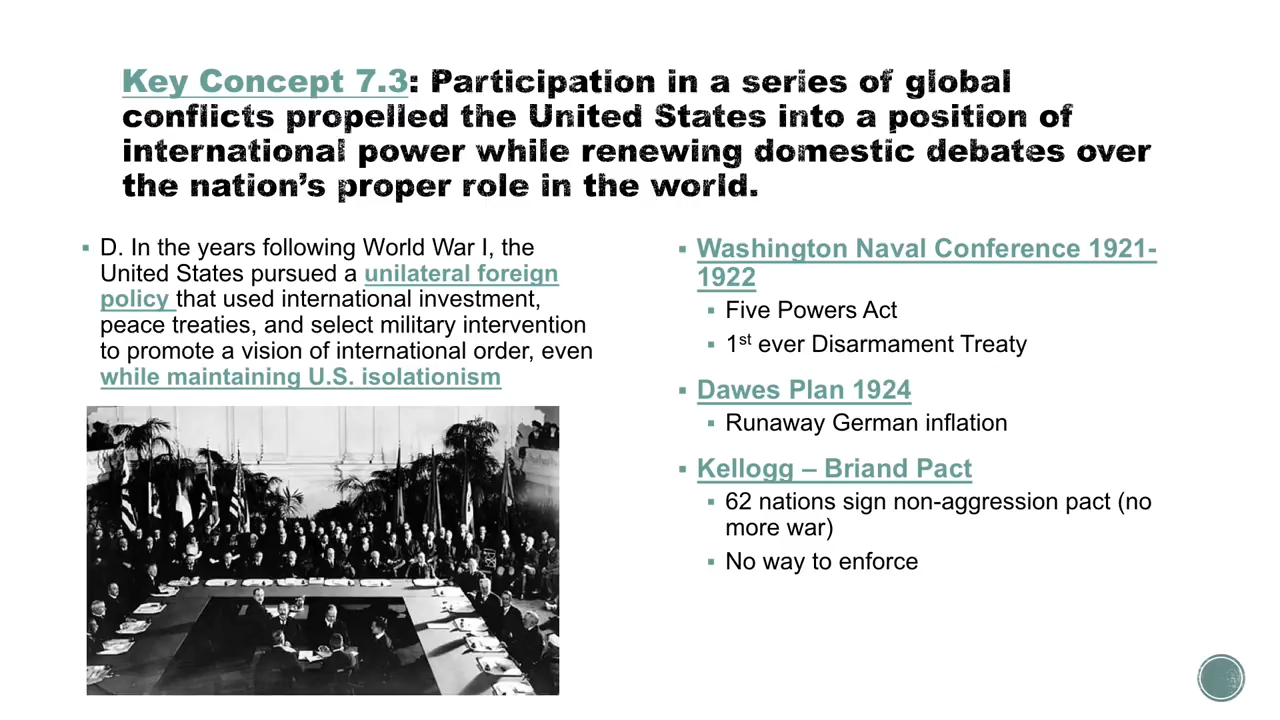 Key Concept 7.3: Participation in a series of global
conflicts propelled the United States into a position of
international power while renewing domestic debates over
the nation’s proper role in the world.
▪ D. In the years following World War I, the
United States pursued a unilateral foreign
policy that used international investment,
peace treaties, and select military intervention
to promote a vision of international order, even
while maintaining U.S. isolationism
▪ Washington Naval Conference 1921-
1922
▪ Five Powers Act
▪ 1st ever Disarmament Treaty
▪ Dawes Plan 1924
▪ Runaway German inflation
▪ Kellogg – Briand Pact
▪ 62 nations sign non-aggression pact (no
more war)
▪ No way to enforce